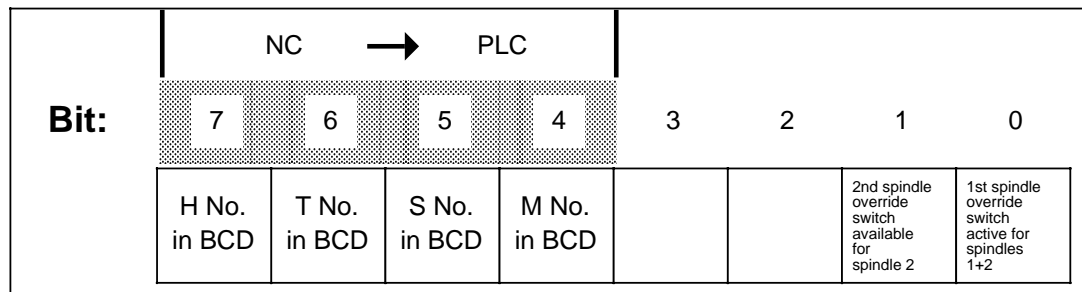 NC → PLC
Bit: 7 6 5 4 3 2 1 0
H No.
in BCD
T No.
in BCD
S No.
in BCD
M No.
in BCD
2nd spindle
override
switch
available
for
spindle 2
1st spindle
override
switch
active for
spindles
1+2